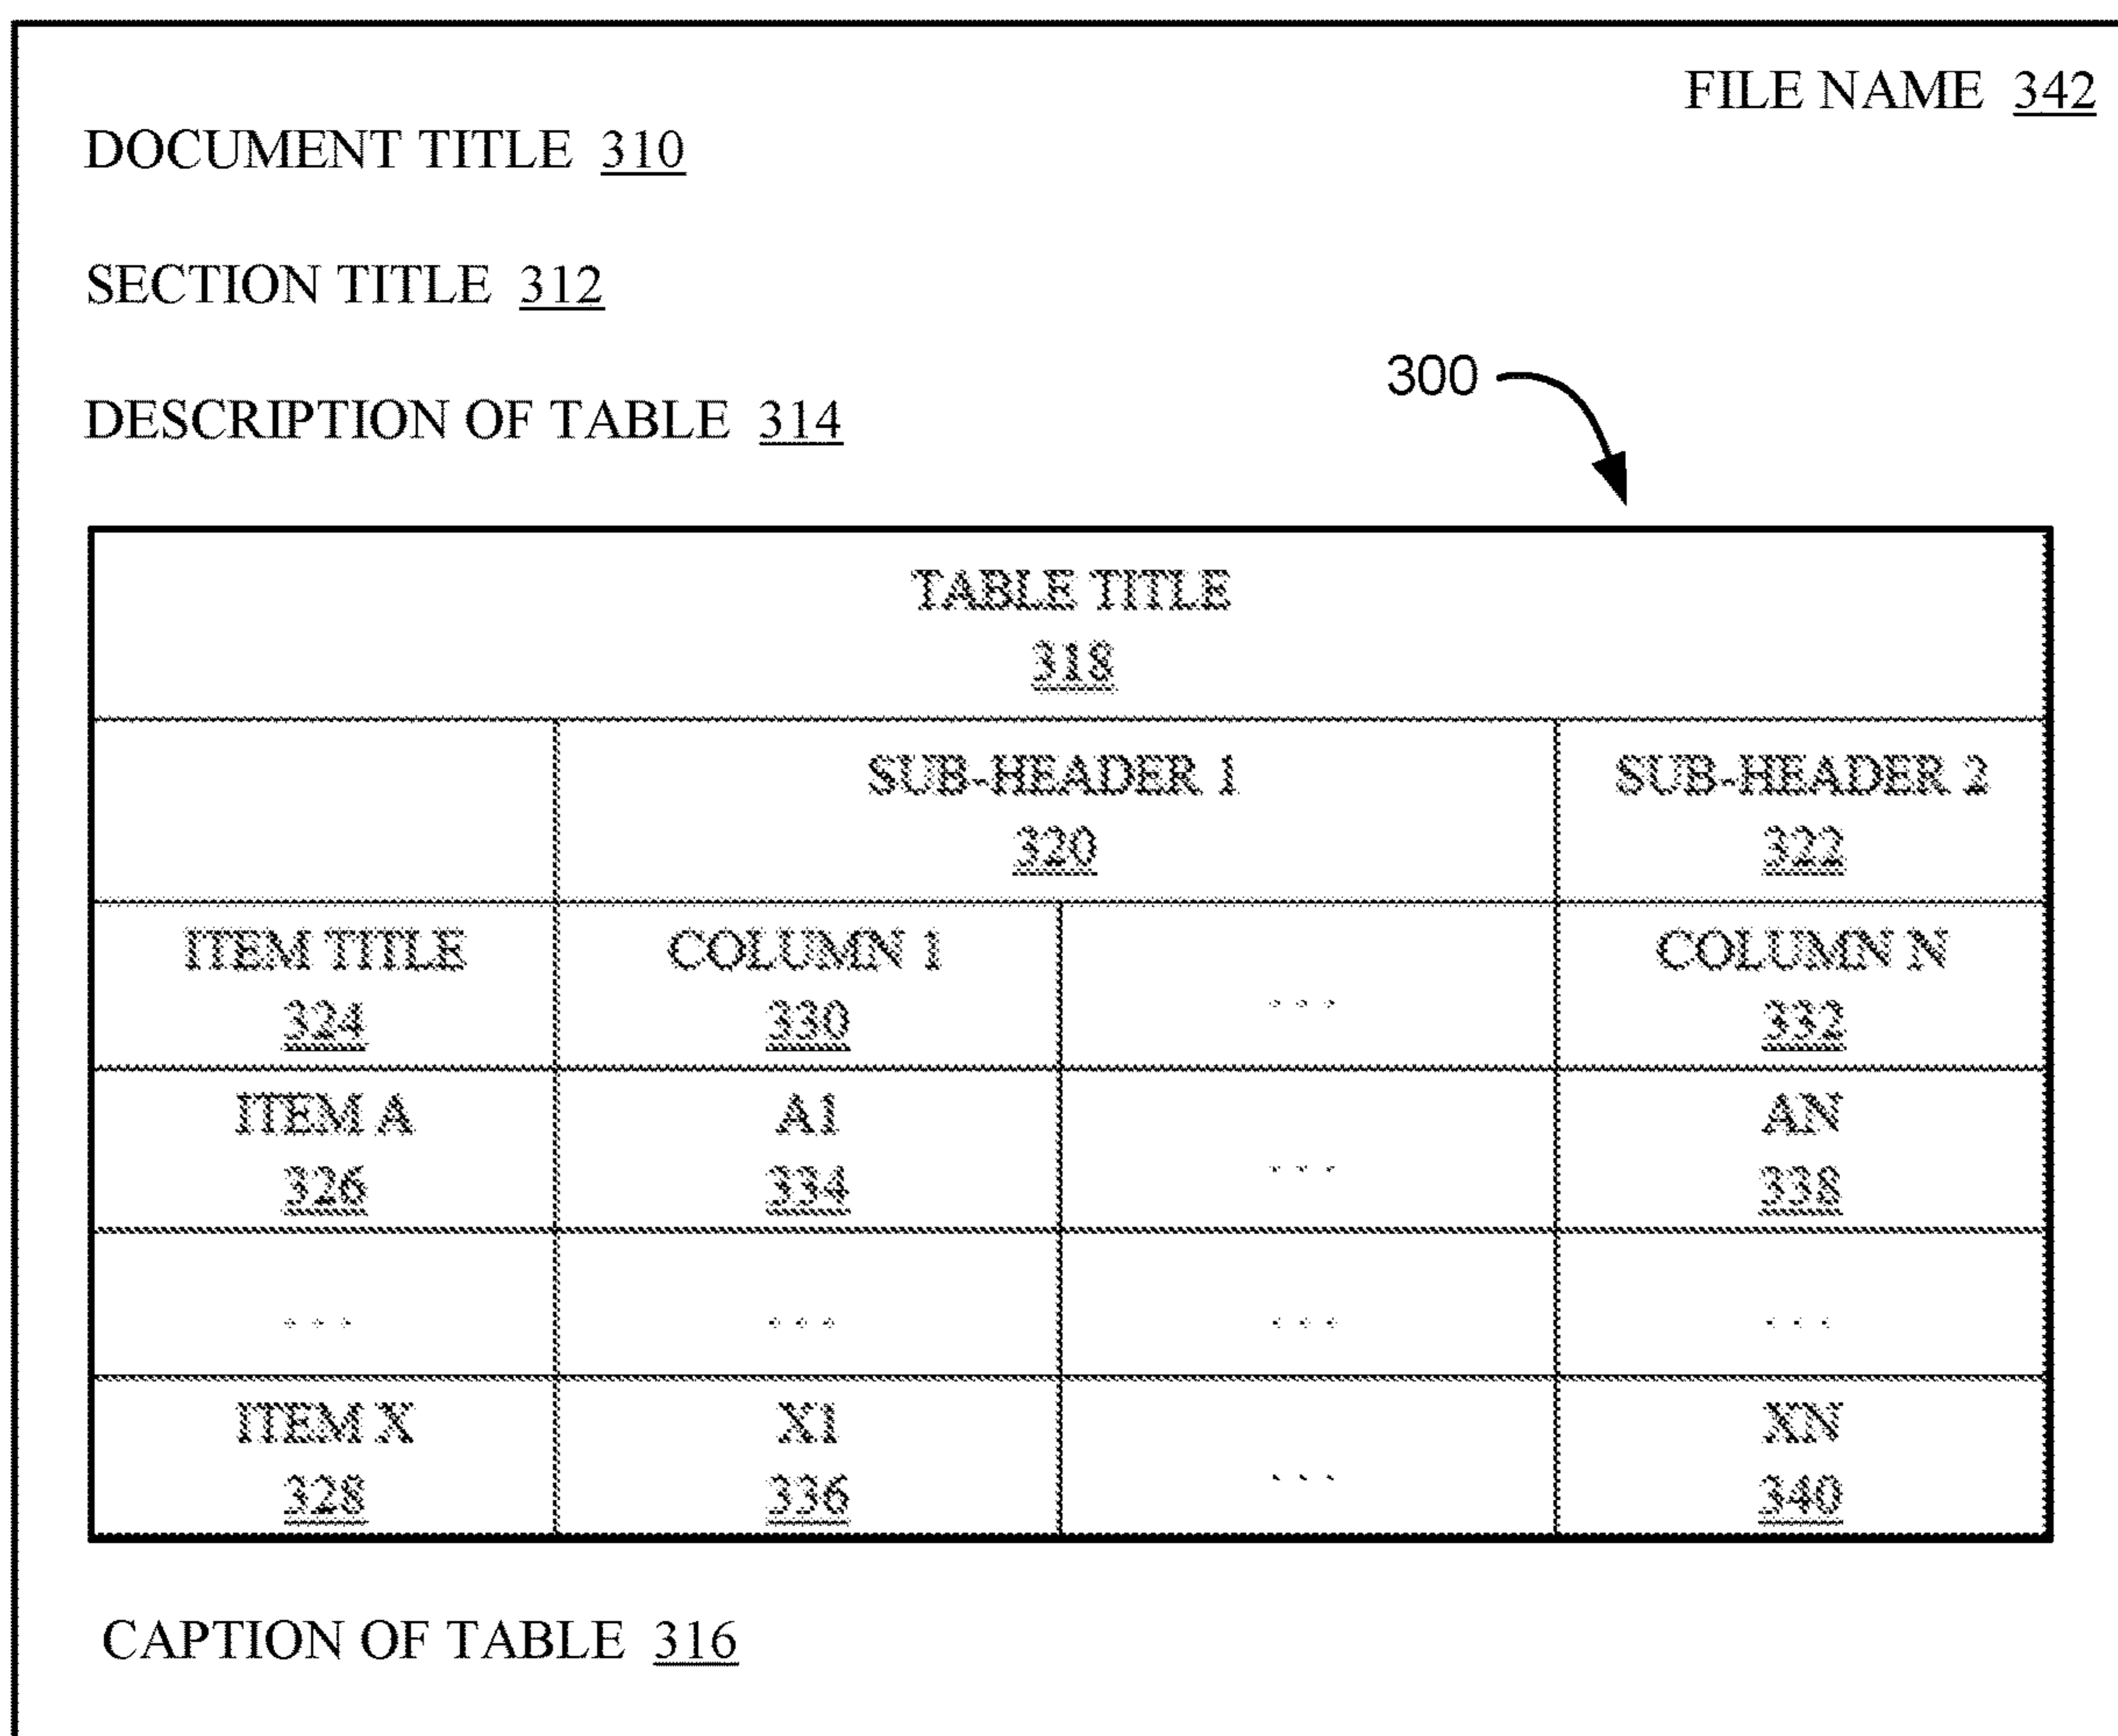 FILE NAME 342
DOCUMENT TITLE 310
SECTION TITLE 312
DESCRIPTION OF TABLE 314
300
TABLE TITLE
318
SUB-HEADER 1 SUB-HEADER 2
320 322
ITEM TITLE COLUMN 1 ... COLUMN N
324 330 332
ITEM A A1 ... AN
326 334 338
... ... ... ...
ITEM X X1 ... XN
328 336 340
CAPTION OF TABLE 316